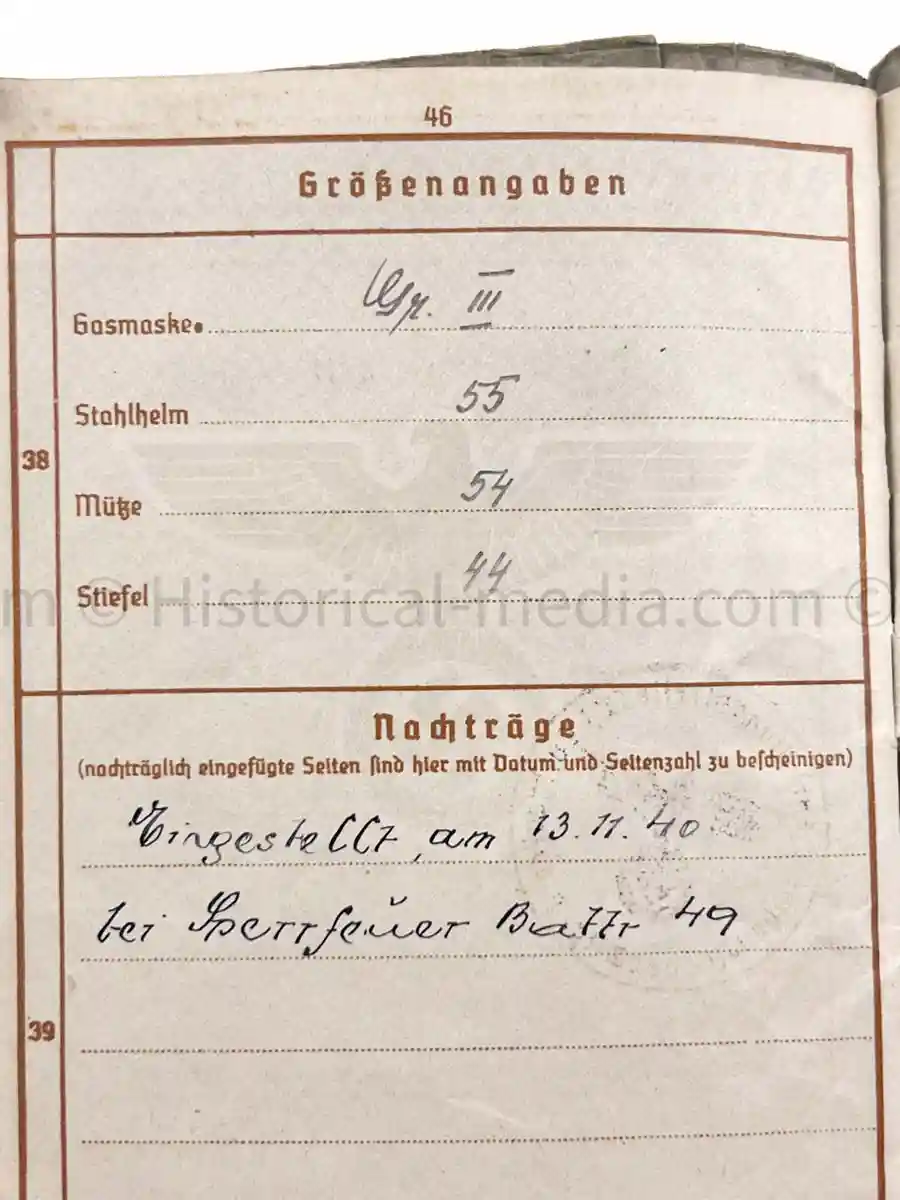 46
Größenangaben
Gasmaske Gr. III
Stahlhelm 55
38
Mütze 54
Stiefel 44
m © Historical-media.com ©
Nachträge
(nachträglich eingefügte Seiten sind hier mit Datum und Seitenzahl zu bescheinigen)
Eingestellt am 13.11.40
bei Sperrfeuer Battr 49
39